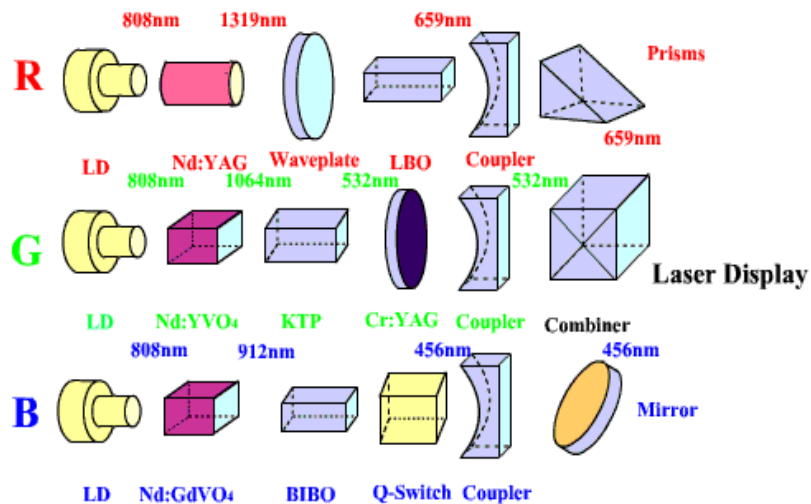 808nm 1319nm 659nm
R Prisms
659nm
LD Nd:YAG Waveplate LBO Coupler
808nm 1064nm 532nm 532nm
G Laser Display
LD Nd:YVO₄ KTP Cr:YAG Coupler Combiner
808nm 912nm 456nm 456nm
B Mirror
LD Nd:GdVO₄ BIBO Q-Switch Coupler